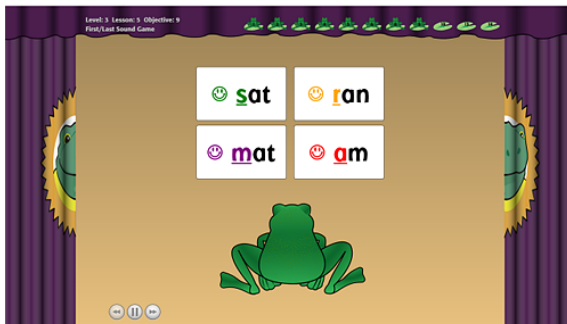 Level: 3 Lesson: 5 Objective: 9
First/Last Sound Game
sat
ran
mat
am